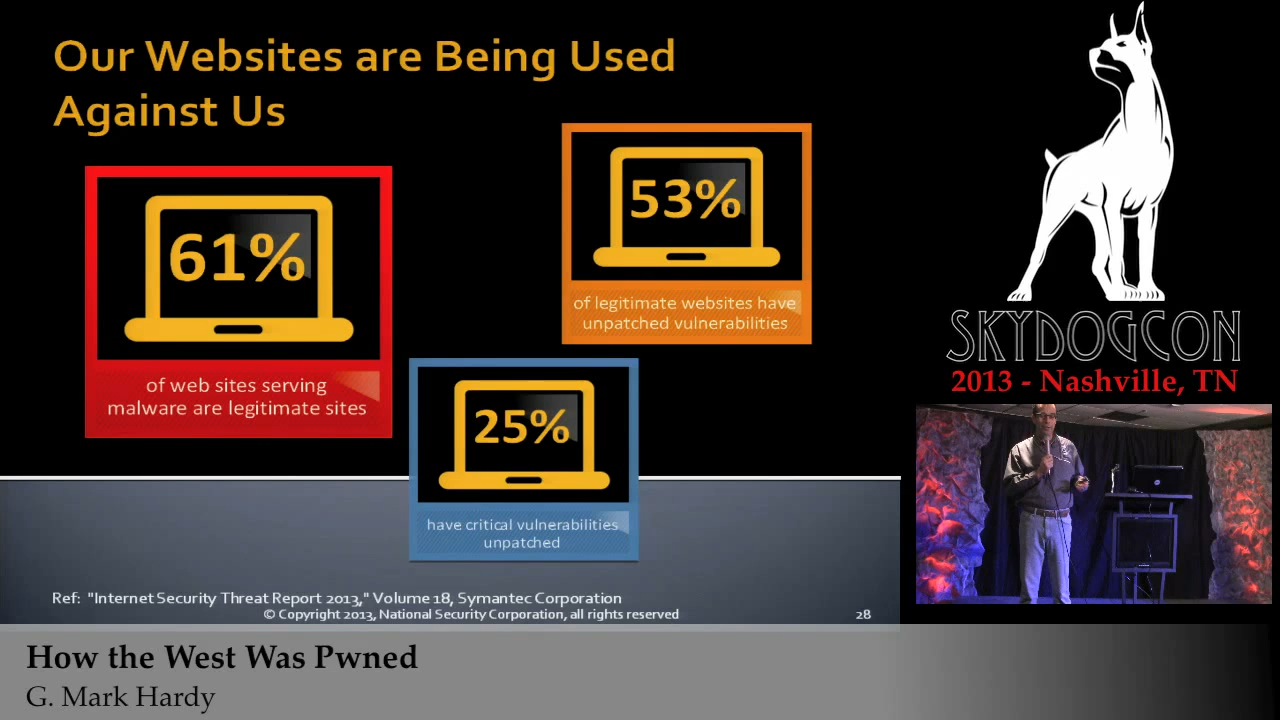 Our Websites are Being Used
Against Us
61%
of web sites serving
malware are legitimate sites
53%
of legitimate websites have
unpatched vulnerabilities
25%
have critical vulnerabilities
unpatched
Ref: "Internet Security Threat Report 2013," Volume 18, Symantec Corporation
© Copyright 2013, National Security Corporation, all rights reserved
28
SKYDOGCON
2013 - Nashville, TN
How the West Was Pwned
G. Mark Hardy